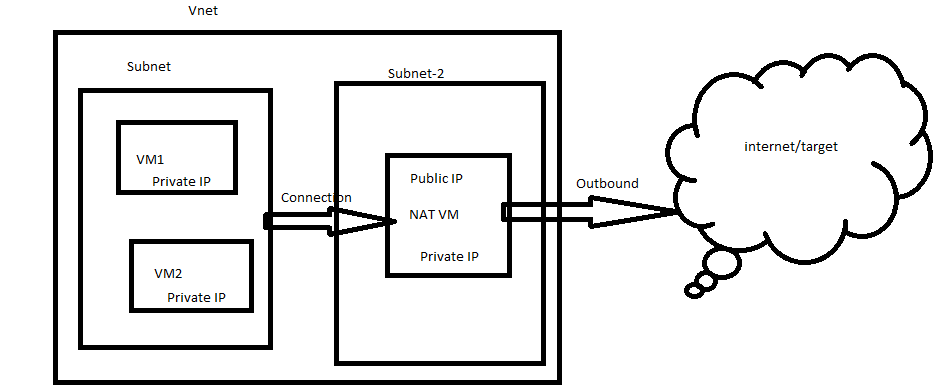 Vnet
Subnet
Subnet-2
VM1
Private IP
VM2
Private IP
Connection
Public IP
NAT VM
Private IP
Outbound
internet/target